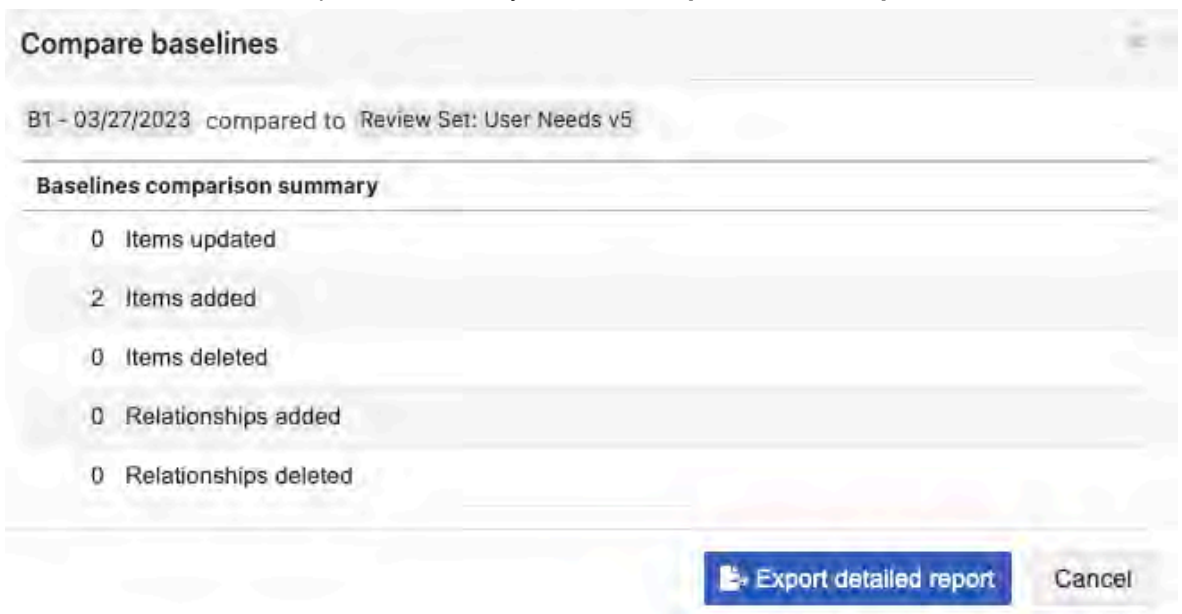 Compare baselines
B1 - 03/27/2023 compared to Review Set: User Needs v5
Baselines comparison summary
0 Items updated
2 Items added
0 Items deleted
0 Relationships added
0 Relationships deleted
Export detailed report Cancel